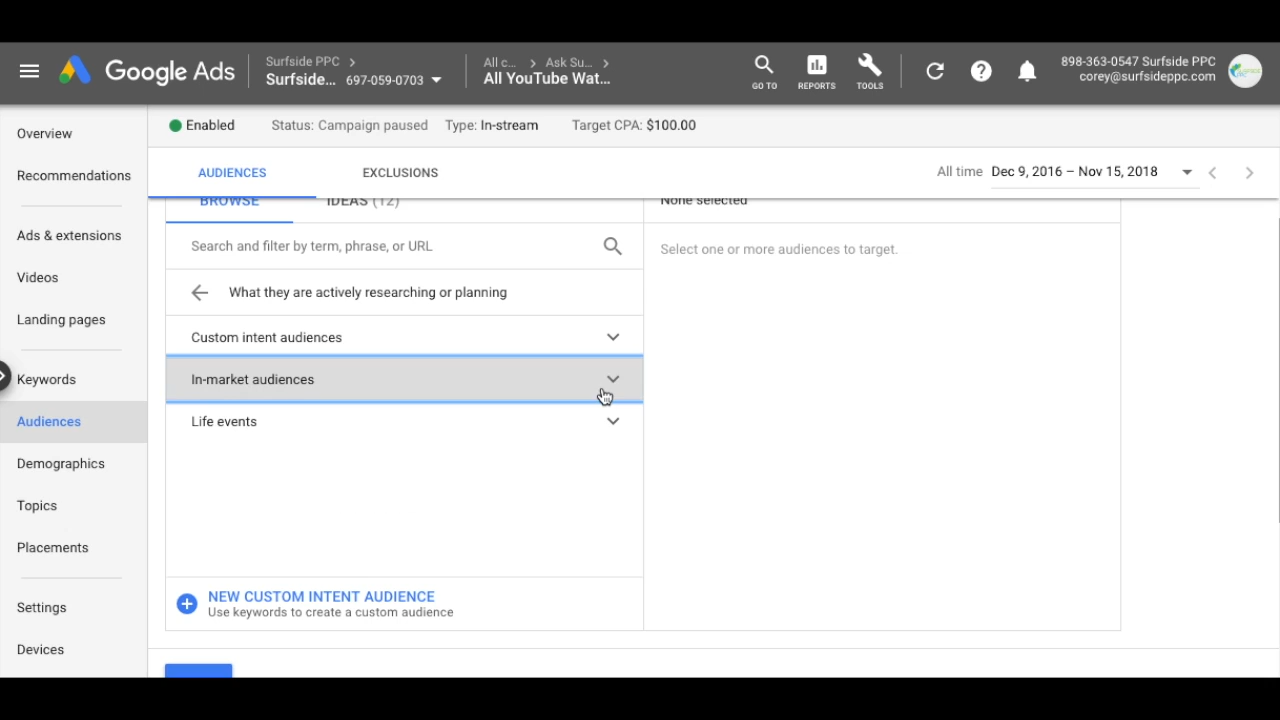 Google Ads
Surfside PPC >
Surfside... 697-059-0703
All c... > Ask Su... >
All YouTube Wat...
GO TO
REPORTS
TOOLS
898-363-0547 Surfside PPC
corey@surfsideppc.com
Overview
Recommendations
Ads & extensions
Videos
Landing pages
Keywords
Audiences
Demographics
Topics
Placements
Settings
Devices
Enabled
Status: Campaign paused
Type: In-stream
Target CPA: $100.00
AUDIENCES
EXCLUSIONS
All time Dec 9, 2016 – Nov 15, 2018
BROWSE
IDEAS (12)
None selected
Search and filter by term, phrase, or URL
Select one or more audiences to target.
What they are actively researching or planning
Custom intent audiences
In-market audiences
Life events
NEW CUSTOM INTENT AUDIENCE
Use keywords to create a custom audience